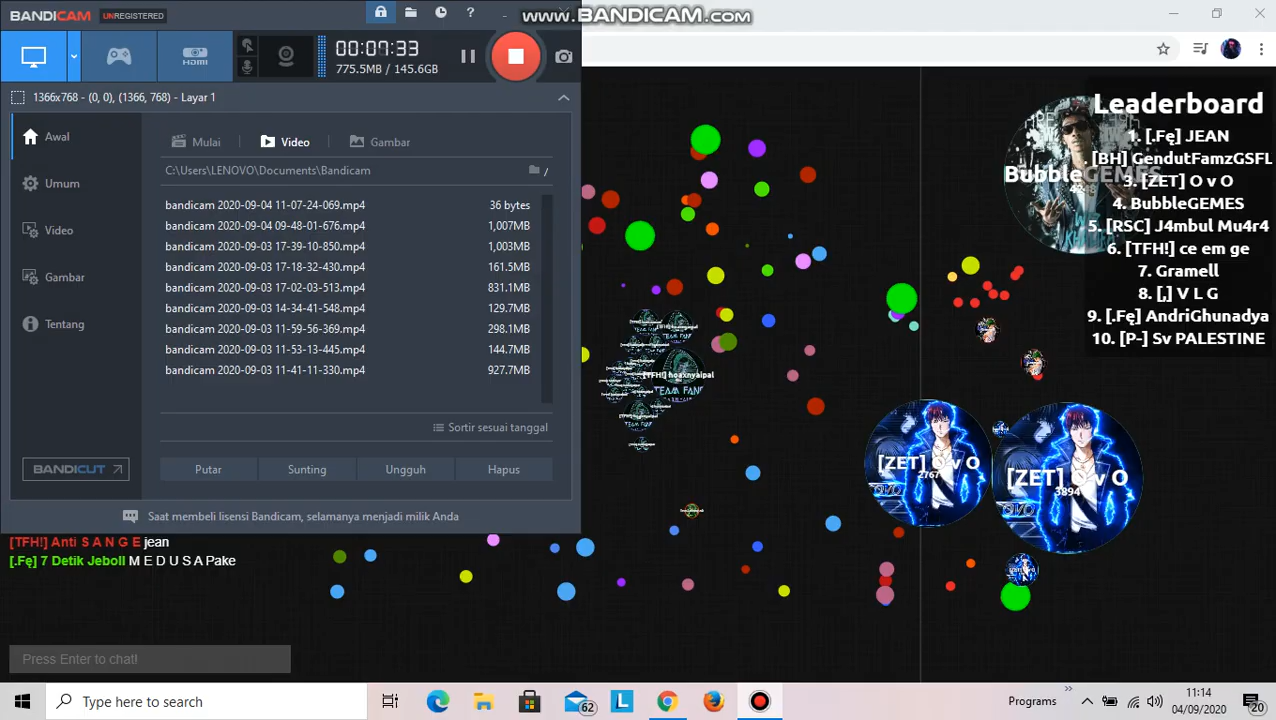 BANDICAM UNREGISTERED
www.BANDICAM.com
HDMI
00:07:33
775.5MB / 145.6GB
1366x768 - (0, 0), (1366, 768) - Layar 1
Awal
Umum
Video
Gambar
Tentang
BANDICUT
Mulai
Video
Gambar
C:\Users\LENOVO\Documents\Bandicam
bandicam 2020-09-04 11-07-24-069.mp4 36 bytes
bandicam 2020-09-04 09-48-01-676.mp4 1,007MB
bandicam 2020-09-03 17-39-10-850.mp4 1,003MB
bandicam 2020-09-03 17-18-32-430.mp4 161.5MB
bandicam 2020-09-03 17-02-03-513.mp4 831.1MB
bandicam 2020-09-03 14-34-41-548.mp4 129.7MB
bandicam 2020-09-03 11-59-56-369.mp4 298.1MB
bandicam 2020-09-03 11-53-13-445.mp4 144.7MB
bandicam 2020-09-03 11-41-11-330.mp4 927.7MB
Sortir sesuai tanggal
Putar Sunting Ungguh Hapus
Saat membeli lisensi Bandicam, selamanya menjadi milik Anda
Leaderboard
1. [.Fę] JEAN
[BH] GendutFamzGSFL
3. [ZET] O v O
4. BubbleGEMES
5. [RSC] J4mbul Mu4r4
6. [TFH!] ce em ge
7. Gramell
8. [,] V L G
9. [.Fę] AndriGhunadya
10. [P-] Sv PALESTINE
BubbleGEMES
[TFH!] hoaxnyaipal
TEAM FANE
[ZET] O v O
2767
OVO
[ZET] O v O
3894
OVO
[TFH!] Anti S A N G E jean
[.Fę] 7 Detik Jeboll M E D U S A Pake
Press Enter to chat!
Type here to search
62
Programs
11:14
04/09/2020
20